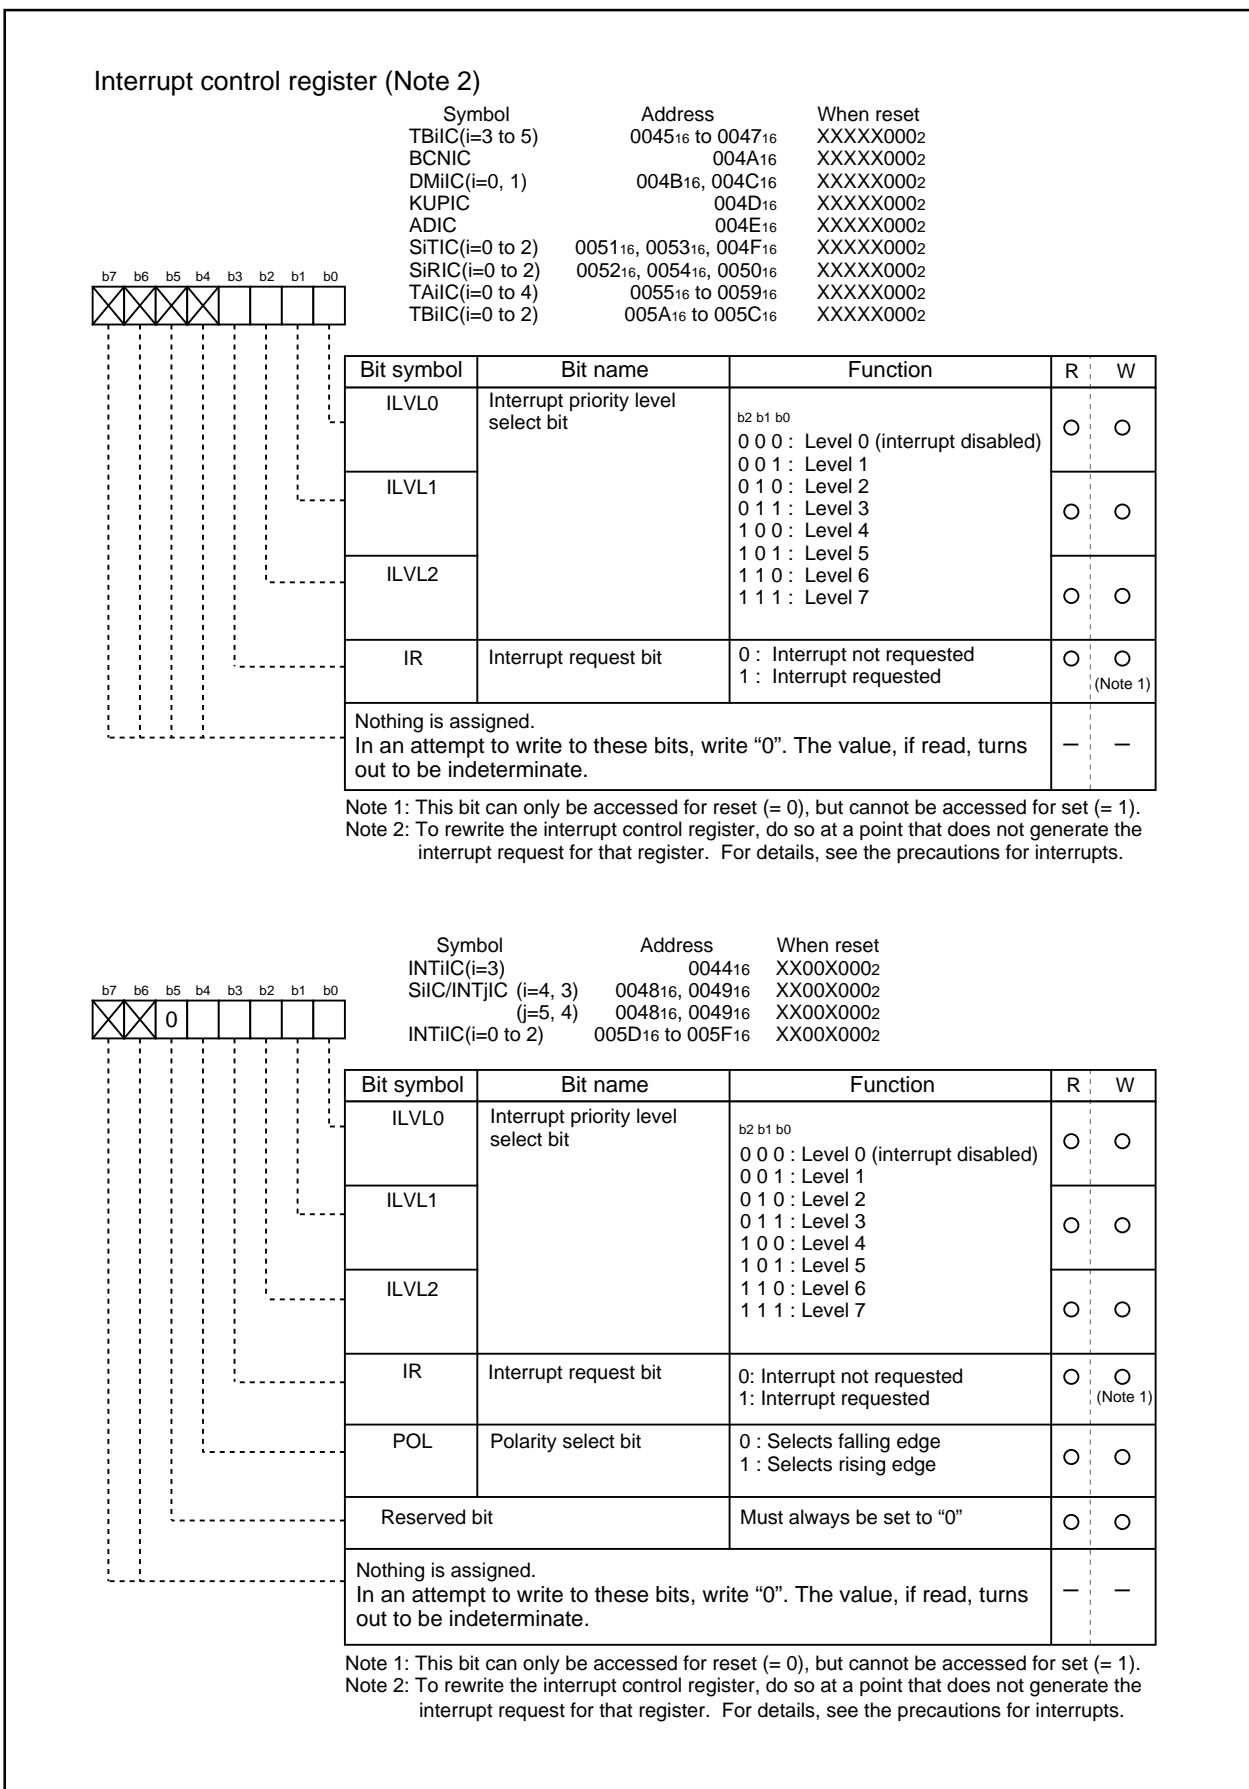 Interrupt control register (Note 2)
Symbol Address When reset
TBiIC(i=3 to 5) 004516 to 004716 XXXXX0002
BCNIC 004A16 XXXXX0002
DMiIC(i=0, 1) 004B16, 004C16 XXXXX0002
KUPIC 004D16 XXXXX0002
ADIC 004E16 XXXXX0002
SiTIC(i=0 to 2) 005116, 005316, 004F16 XXXXX0002
SiRIC(i=0 to 2) 005216, 005416, 005016 XXXXX0002
TAiIC(i=0 to 4) 005516 to 005916 XXXXX0002
TBiIC(i=0 to 2) 005A16 to 005C16 XXXXX0002
b7 b6 b5 b4 b3 b2 b1 b0
Bit symbol Bit name Function R W
ILVL0 Interrupt priority level
select bit
b2 b1 b0
0 0 0 : Level 0 (interrupt disabled)
0 0 1 : Level 1
ILVL1 0 1 0 : Level 2
0 1 1 : Level 3
1 0 0 : Level 4
1 0 1 : Level 5
ILVL2 1 1 0 : Level 6
1 1 1 : Level 7
IR Interrupt request bit 0 : Interrupt not requested
1 : Interrupt requested
(Note 1)
Nothing is assigned.
In an attempt to write to these bits, write “0”. The value, if read, turns
out to be indeterminate.
Note 1: This bit can only be accessed for reset (= 0), but cannot be accessed for set (= 1).
Note 2: To rewrite the interrupt control register, do so at a point that does not generate the
interrupt request for that register. For details, see the precautions for interrupts.
Symbol Address When reset
INTiIC(i=3) 004416 XX00X0002
SiIC/INTjIC (i=4, 3) 004816, 004916 XX00X0002
(j=5, 4) 004816, 004916 XX00X0002
INTiIC(i=0 to 2) 005D16 to 005F16 XX00X0002
b7 b6 b5 b4 b3 b2 b1 b0
0
Bit symbol Bit name Function R W
ILVL0 Interrupt priority level
select bit
b2 b1 b0
0 0 0 : Level 0 (interrupt disabled)
0 0 1 : Level 1
ILVL1 0 1 0 : Level 2
0 1 1 : Level 3
1 0 0 : Level 4
1 0 1 : Level 5
ILVL2 1 1 0 : Level 6
1 1 1 : Level 7
IR Interrupt request bit 0: Interrupt not requested
1: Interrupt requested
(Note 1)
POL Polarity select bit 0 : Selects falling edge
1 : Selects rising edge
Reserved bit Must always be set to “0”
Nothing is assigned.
In an attempt to write to these bits, write “0”. The value, if read, turns
out to be indeterminate.
Note 1: This bit can only be accessed for reset (= 0), but cannot be accessed for set (= 1).
Note 2: To rewrite the interrupt control register, do so at a point that does not generate the
interrupt request for that register. For details, see the precautions for interrupts.